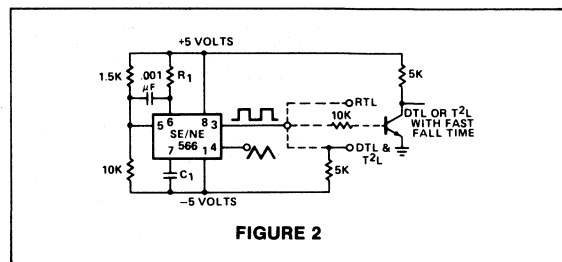 +5 VOLTS
1.5K
.001
µF
R1
5K
5
6
8
3
SE/NE
566
4
7
1
RTL
10K
DTL OR T²L
WITH FAST
FALL TIME
DTL &
T²L
10K
C1
5K
−5 VOLTS
FIGURE 2